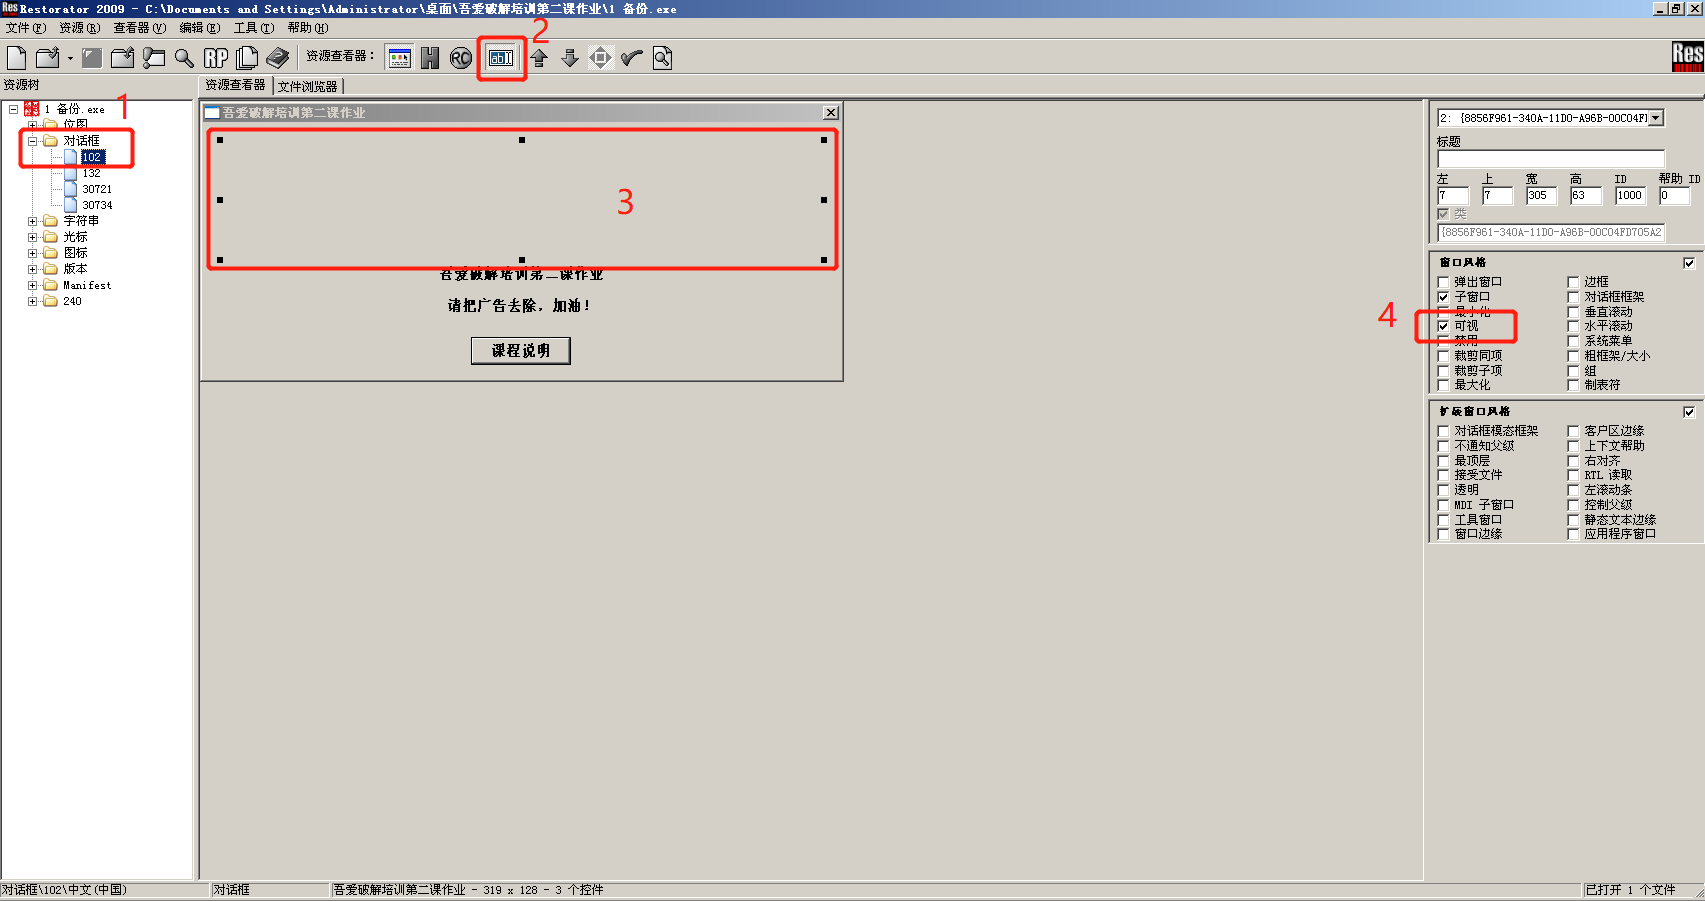 Restorator 2009 - C:\Documents and Settings\Administrator\桌面\吾爱破解培训第二课作业\1 备份.exe
文件(F) 资源(R) 查看器(V) 编辑(E) 工具(T) 帮助(H)
RP 资源查看器： H RC ab Res
2
资源树 资源查看器 文件浏览器
1
1 备份.exe
位图
对话框
102
132
30721
30734
字符串
光标
图标
版本
Manifest
240
吾爱破解培训第二课作业
3
吾爱破解培训第二课作业
请把广告去除，加油！
课程说明
2: {8856F961-340A-11D0-A96B-00C04FI
标题
左 上 宽 高 ID 帮助 ID
7 7 305 63 1000 0
类
{8856F961-340A-11D0-A96B-00C04FD705A2
窗口风格
弹出窗口 边框
子窗口 对话框框架
最小化 垂直滚动
4
可视 水平滚动
禁用 系统菜单
裁剪同项 粗框架/大小
裁剪子项 组
最大化 制表符
扩展窗口风格
对话框模态框架 客户区边缘
不通知父级 上下文帮助
最顶层 右对齐
接受文件 RTL 读取
透明 左滚动条
MDI 子窗口 控制父级
工具窗口 静态文本边缘
窗口边缘 应用程序窗口
对话框\102\中文(中国) 对话框 吾爱破解培训第二课作业 - 319 x 128 - 3 个控件 已打开 1 个文件